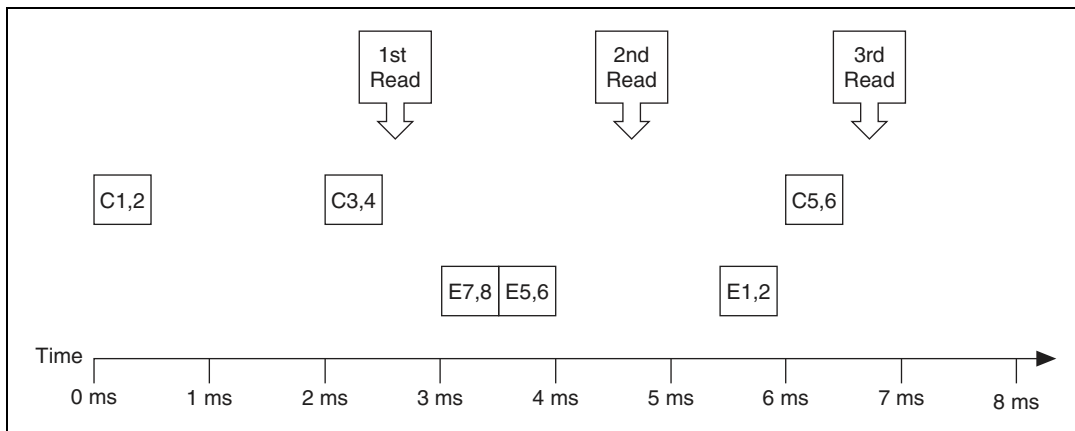 1st
Read
2nd
Read
3rd
Read
C1,2
C3,4
C5,6
E7,8
E5,6
E1,2
Time
0 ms
1 ms
2 ms
3 ms
4 ms
5 ms
6 ms
7 ms
8 ms